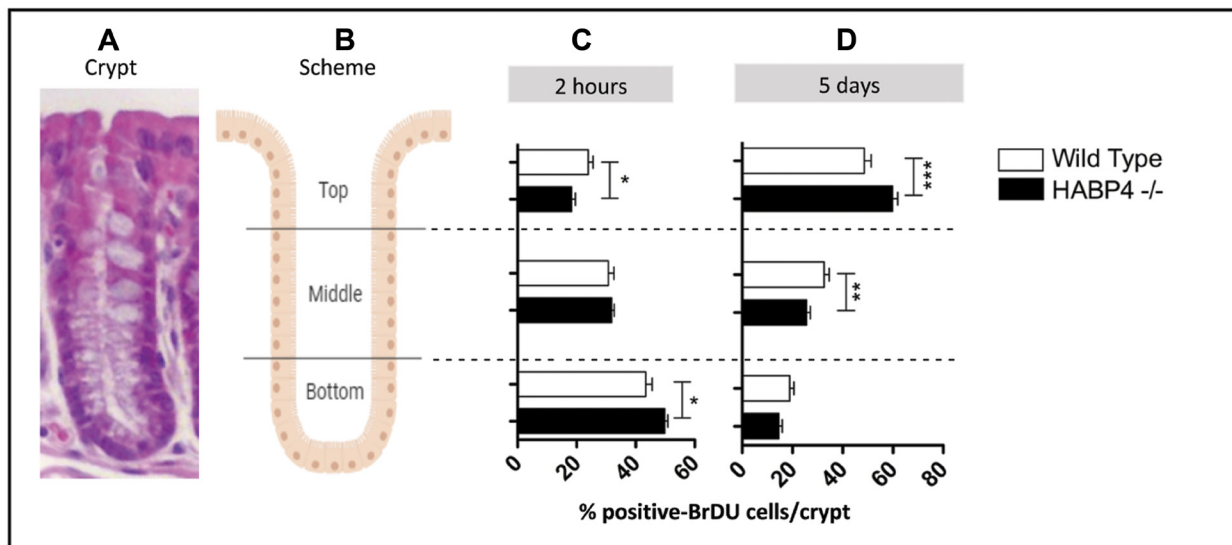 A
Crypt
B
Scheme
Top
Middle
Bottom
C
2 hours
*
*
0 20 40 60
D
5 days
***
**
0 20 40 60 80
% positive-BrDU cells/crypt
Wild Type
HABP4 -/-